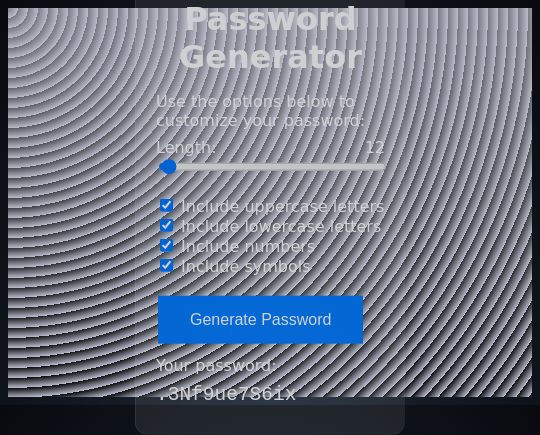 Password
Generator
Use the options below to
customize your password:
Length: 12
Include uppercase letters
Include lowercase letters
Include numbers
Include symbols
Generate Password
Your password:
.3Nf9ue786ix